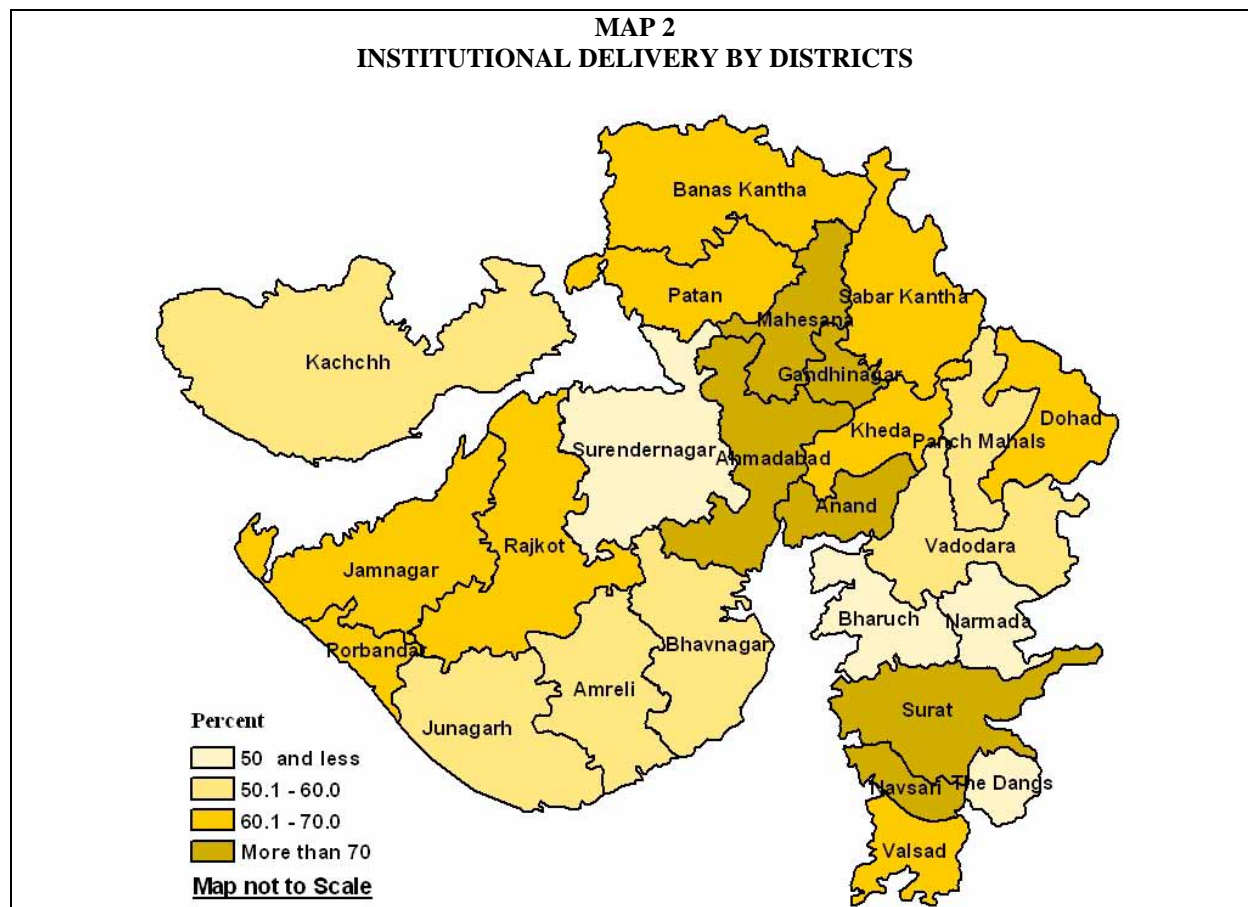 MAP 2
INSTITUTIONAL DELIVERY BY DISTRICTS
Banas Kantha
Patan
Sabar Kantha
Mahesana
Kachchh
Gandhinagar
Dohad
Kheda
Panch Mahals
Surendernagar
Ahmadabad
Anand
Rajkot
Vadodara
Jamnagar
Bharuch
Narmada
Porbandar
Bhavnagar
Amreli
Surat
Junagarh
Navsari
The Dangs
Valsad
Percent
50 and less
50.1 - 60.0
60.1 - 70.0
More than 70
Map not to Scale